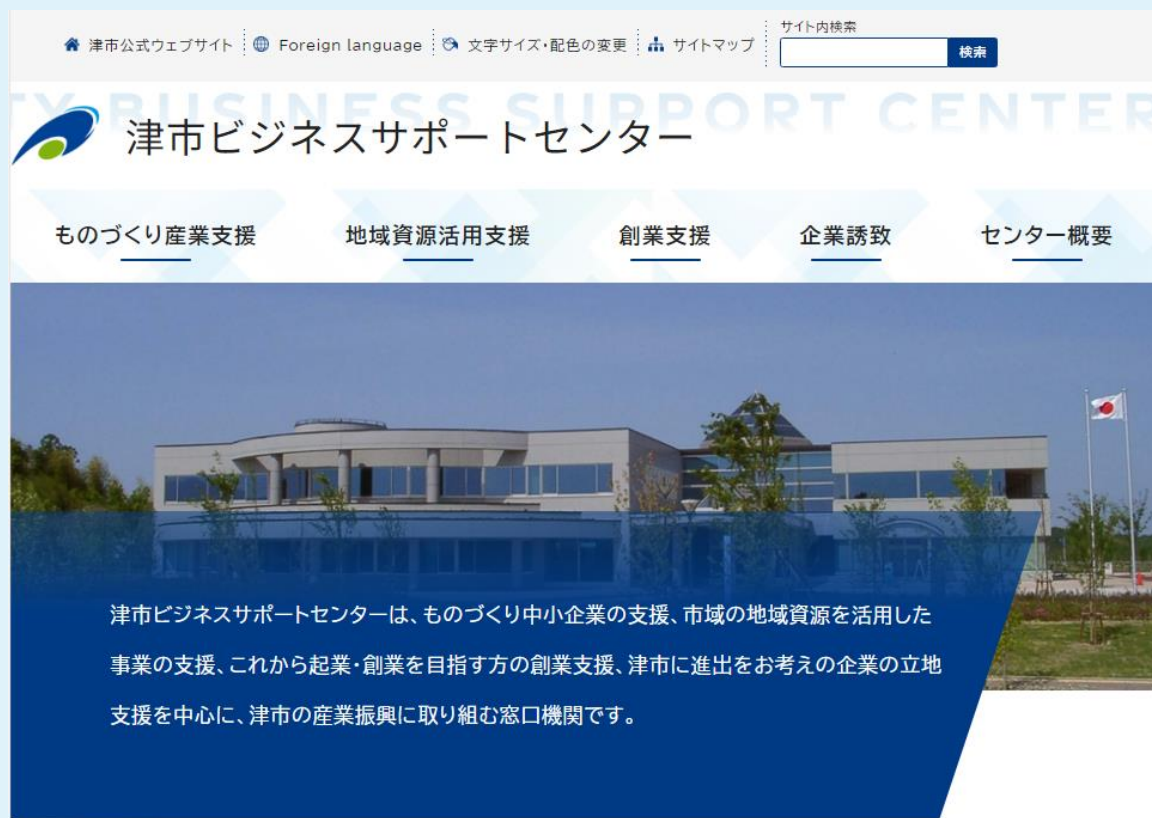 津市公式ウェブサイト
Foreign language
文字サイズ・配色の変更
サイトマップ
サイト内検索
検索
TY BUSINESS SUPPORT CENTER
津市ビジネスサポートセンター
ものづくり産業支援
地域資源活用支援
創業支援
企業誘致
センター概要
津市ビジネスサポートセンターは、ものづくり中小企業の支援、市域の地域資源を活用した
事業の支援、これから起業・創業を目指す方の創業支援、津市に進出をお考えの企業の立地
支援を中心に、津市の産業振興に取り組む窓口機関です。